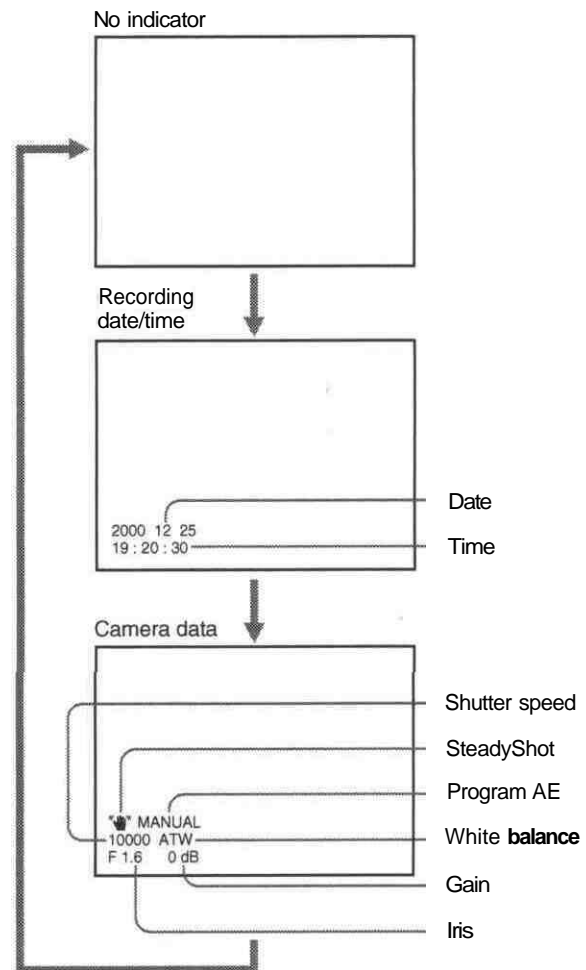 No indicator
Recording
date/time
2000 12 25
19 : 20 : 30
Date
Time
Camera data
MANUAL
10000 ATW
F 1.6 0 dB
Shutter speed
SteadyShot
Program AE
White balance
Gain
Iris